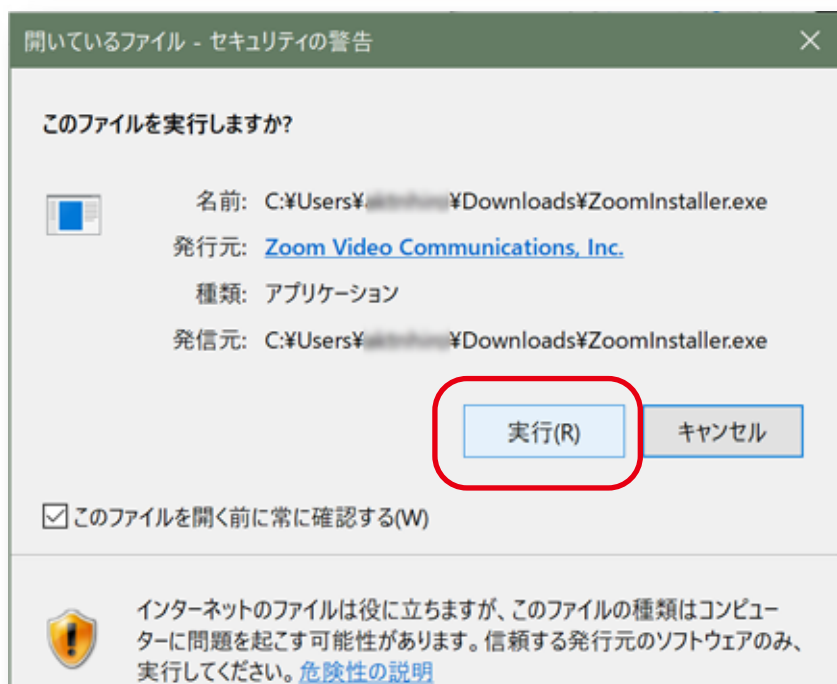 開いているファイル - セキュリティの警告
このファイルを実行しますか?
名前: C:¥Users¥ ¥Downloads¥ZoomInstaller.exe
発行元: Zoom Video Communications, Inc.
種類: アプリケーション
発信元: C:¥Users¥ ¥Downloads¥ZoomInstaller.exe
実行(R) キャンセル
このファイルを開く前に常に確認する(W)
インターネットのファイルは役に立ちますが、このファイルの種類はコンピュー
ターに問題を起こす可能性があります。信頼する発行元のソフトウェアのみ、
実行してください。危険性の説明